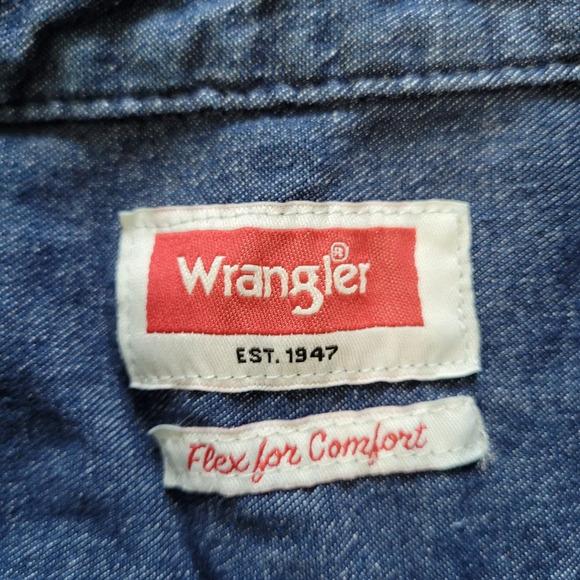 Wrangler®
EST. 1947
Flex for Comfort